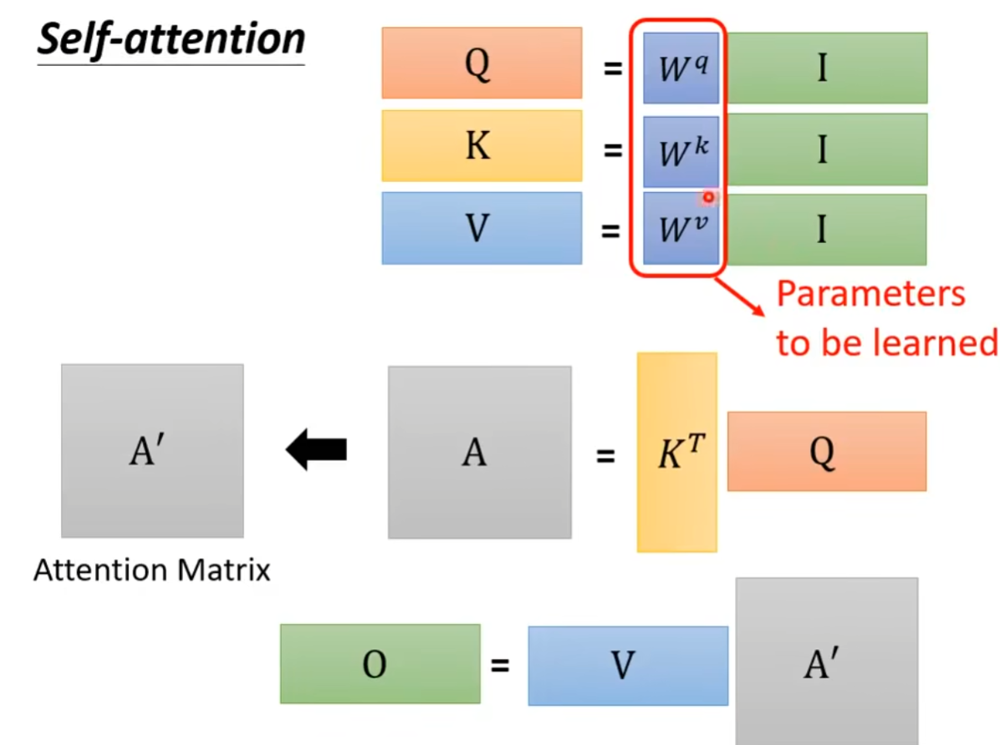 Self-attention
Q = W^q I
K = W^k I
V = W^v I
Parameters
to be learned
A′ A = K^T Q
Attention Matrix
O = V A′